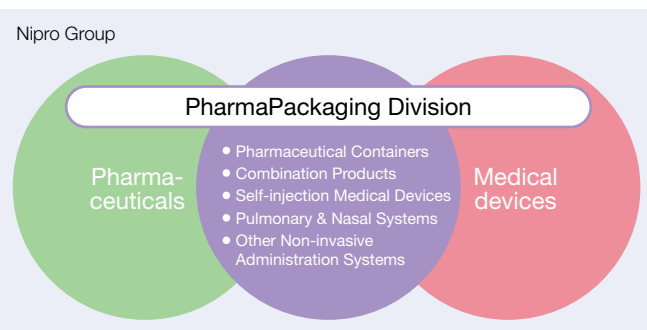 Nipro Group
PharmaPackaging Division
Pharma-
ceuticals
• Pharmaceutical Containers
• Combination Products
• Self-injection Medical Devices
• Pulmonary & Nasal Systems
• Other Non-invasive
Administration Systems
Medical
devices